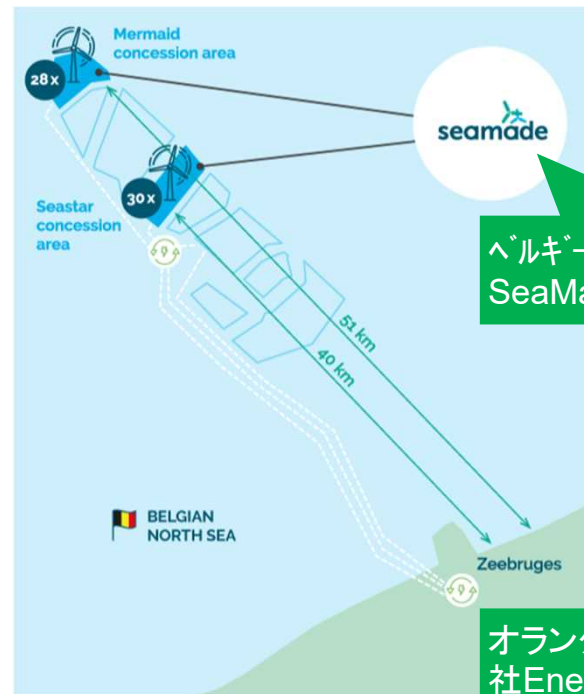 Mermaid
concession area
28x
seamade
30x
Seastar
concession
area
ベルギー
SeaMa
51 km
40 km
BELGIAN
NORTH SEA
Zeebruges
オラン
社Ene